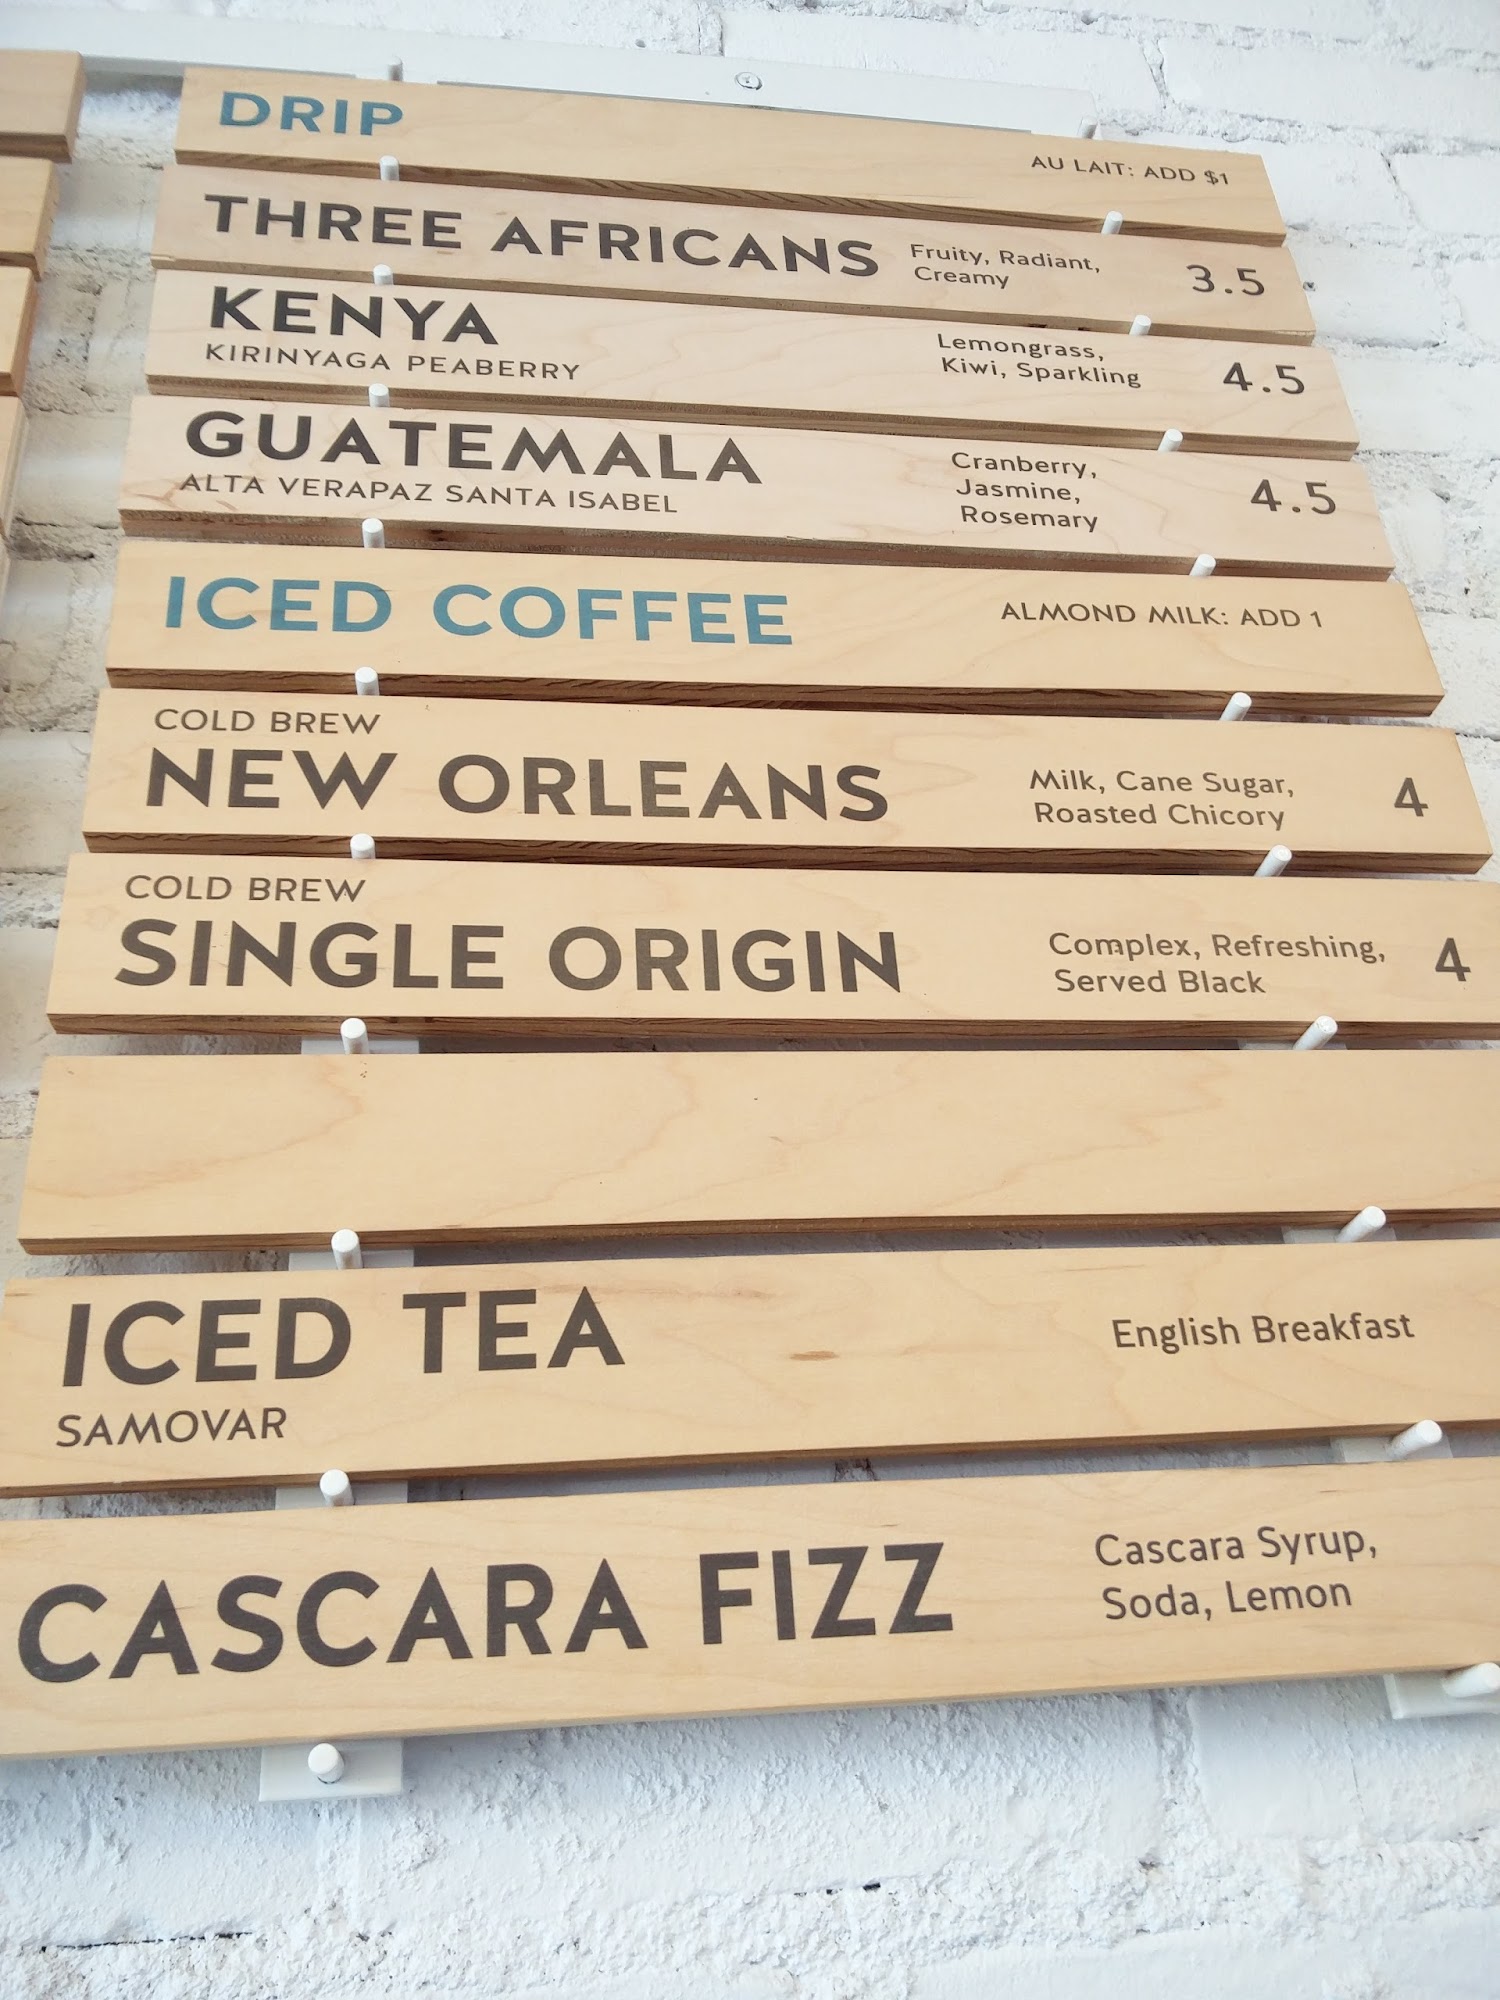 DRIP
AU LAIT: ADD $1
THREE AFRICANS
Fruity, Radiant,
Creamy
3.5
KENYA
KIRINYAGA PEABERRY
Lemongrass,
Kiwi, Sparkling
4.5
GUATEMALA
ALTA VERAPAZ SANTA ISABEL
Cranberry,
Jasmine,
Rosemary
4.5
ICED COFFEE
ALMOND MILK: ADD 1
COLD BREW
NEW ORLEANS
Milk, Cane Sugar,
Roasted Chicory
4
COLD BREW
SINGLE ORIGIN
Complex, Refreshing,
Served Black
4
ICED TEA
SAMOVAR
English Breakfast
CASCARA FIZZ
Cascara Syrup,
Soda, Lemon